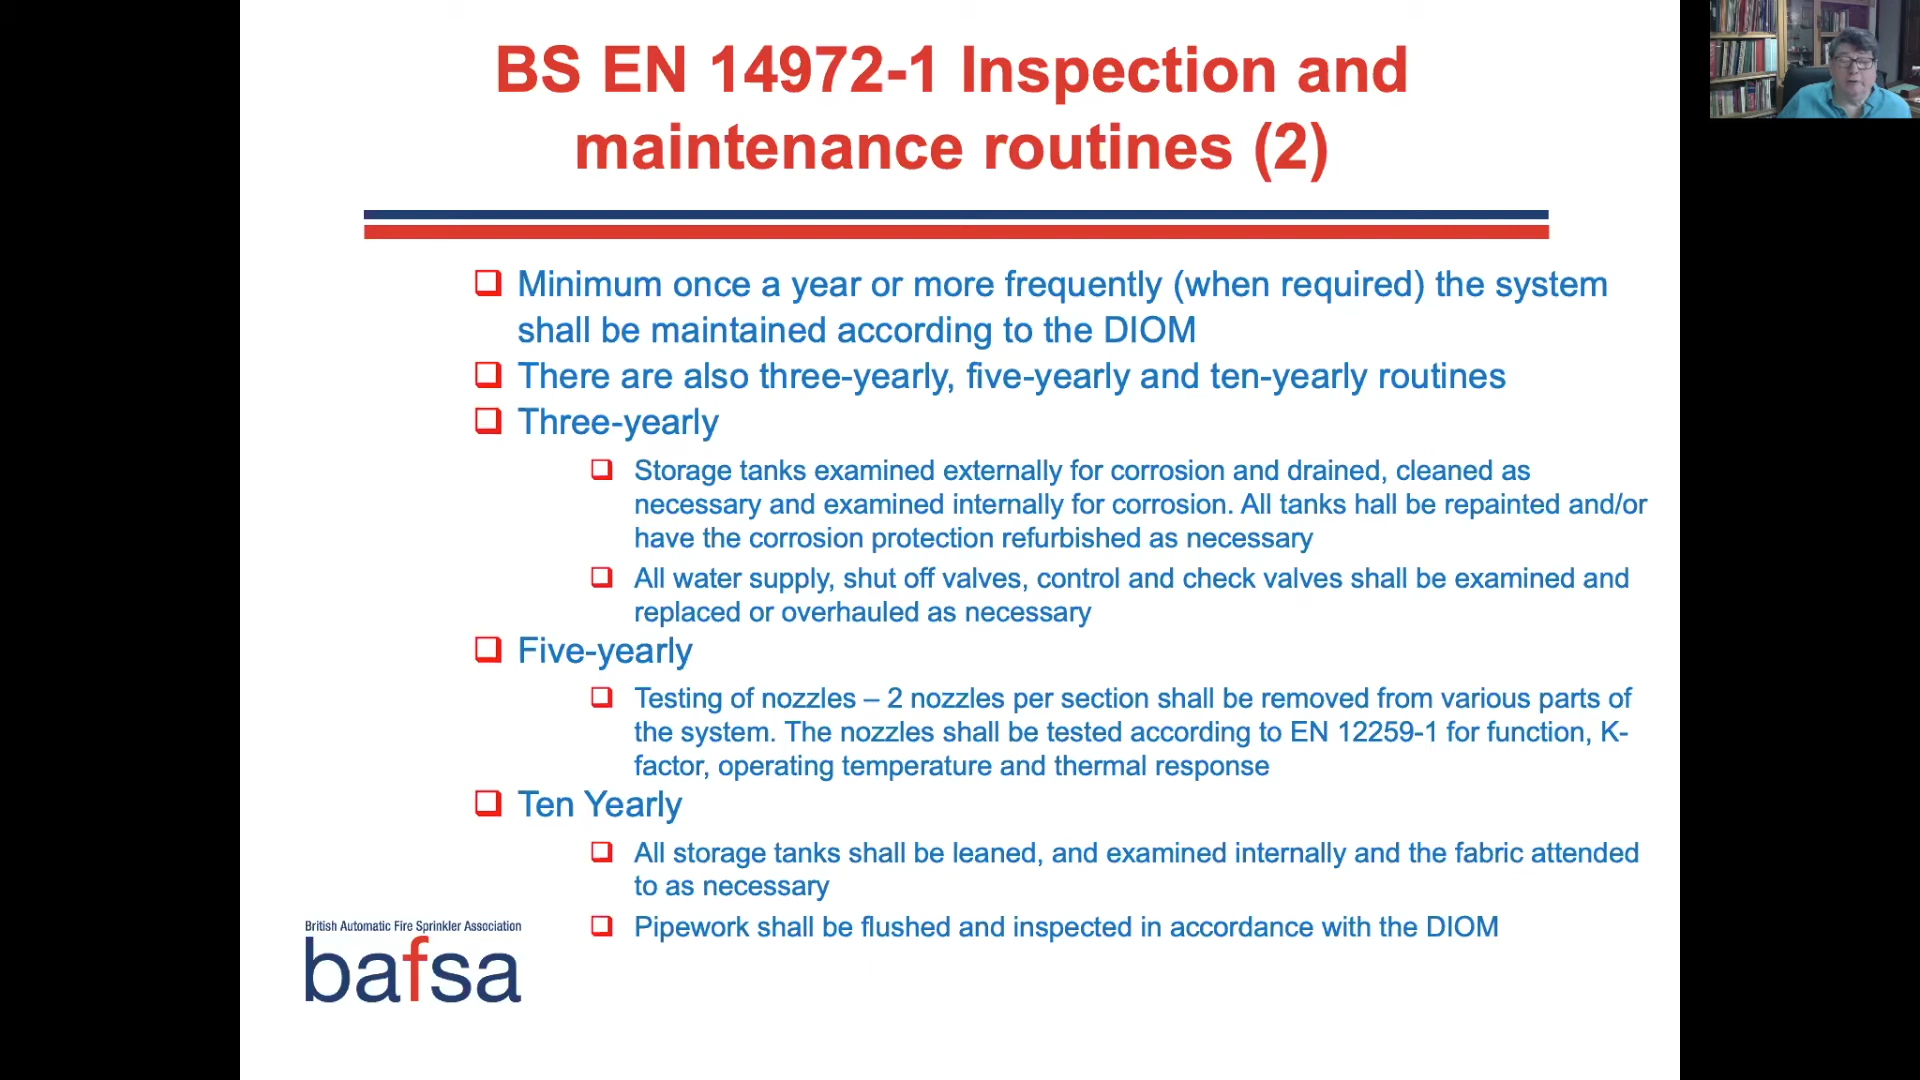 BS EN 14972-1 Inspection and
maintenance routines (2)
Minimum once a year or more frequently (when required) the system
shall be maintained according to the DIOM
There are also three-yearly, five-yearly and ten-yearly routines
Three-yearly
Storage tanks examined externally for corrosion and drained, cleaned as
necessary and examined internally for corrosion. All tanks hall be repainted and/or
have the corrosion protection refurbished as necessary
All water supply, shut off valves, control and check valves shall be examined and
replaced or overhauled as necessary
Five-yearly
Testing of nozzles – 2 nozzles per section shall be removed from various parts of
the system. The nozzles shall be tested according to EN 12259-1 for function, K-
factor, operating temperature and thermal response
Ten Yearly
All storage tanks shall be leaned, and examined internally and the fabric attended
to as necessary
Pipework shall be flushed and inspected in accordance with the DIOM
British Automatic Fire Sprinkler Association
bafsa